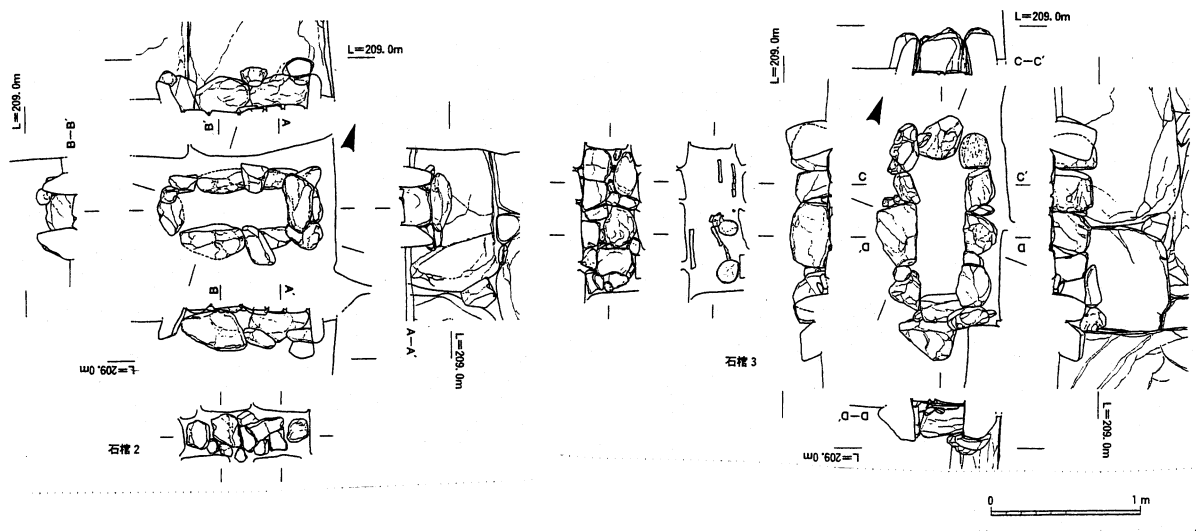 L=209.0m
L=209.0m
B—B′
B′
A
B
A′
A—A′
L=209.0m
L=209.0m
石棺2
L=209.0m
L=209.0m
C—C′
C
C′
D′
D
石棺3
D—D′
L=209.0m
L=209.0m
0
1m